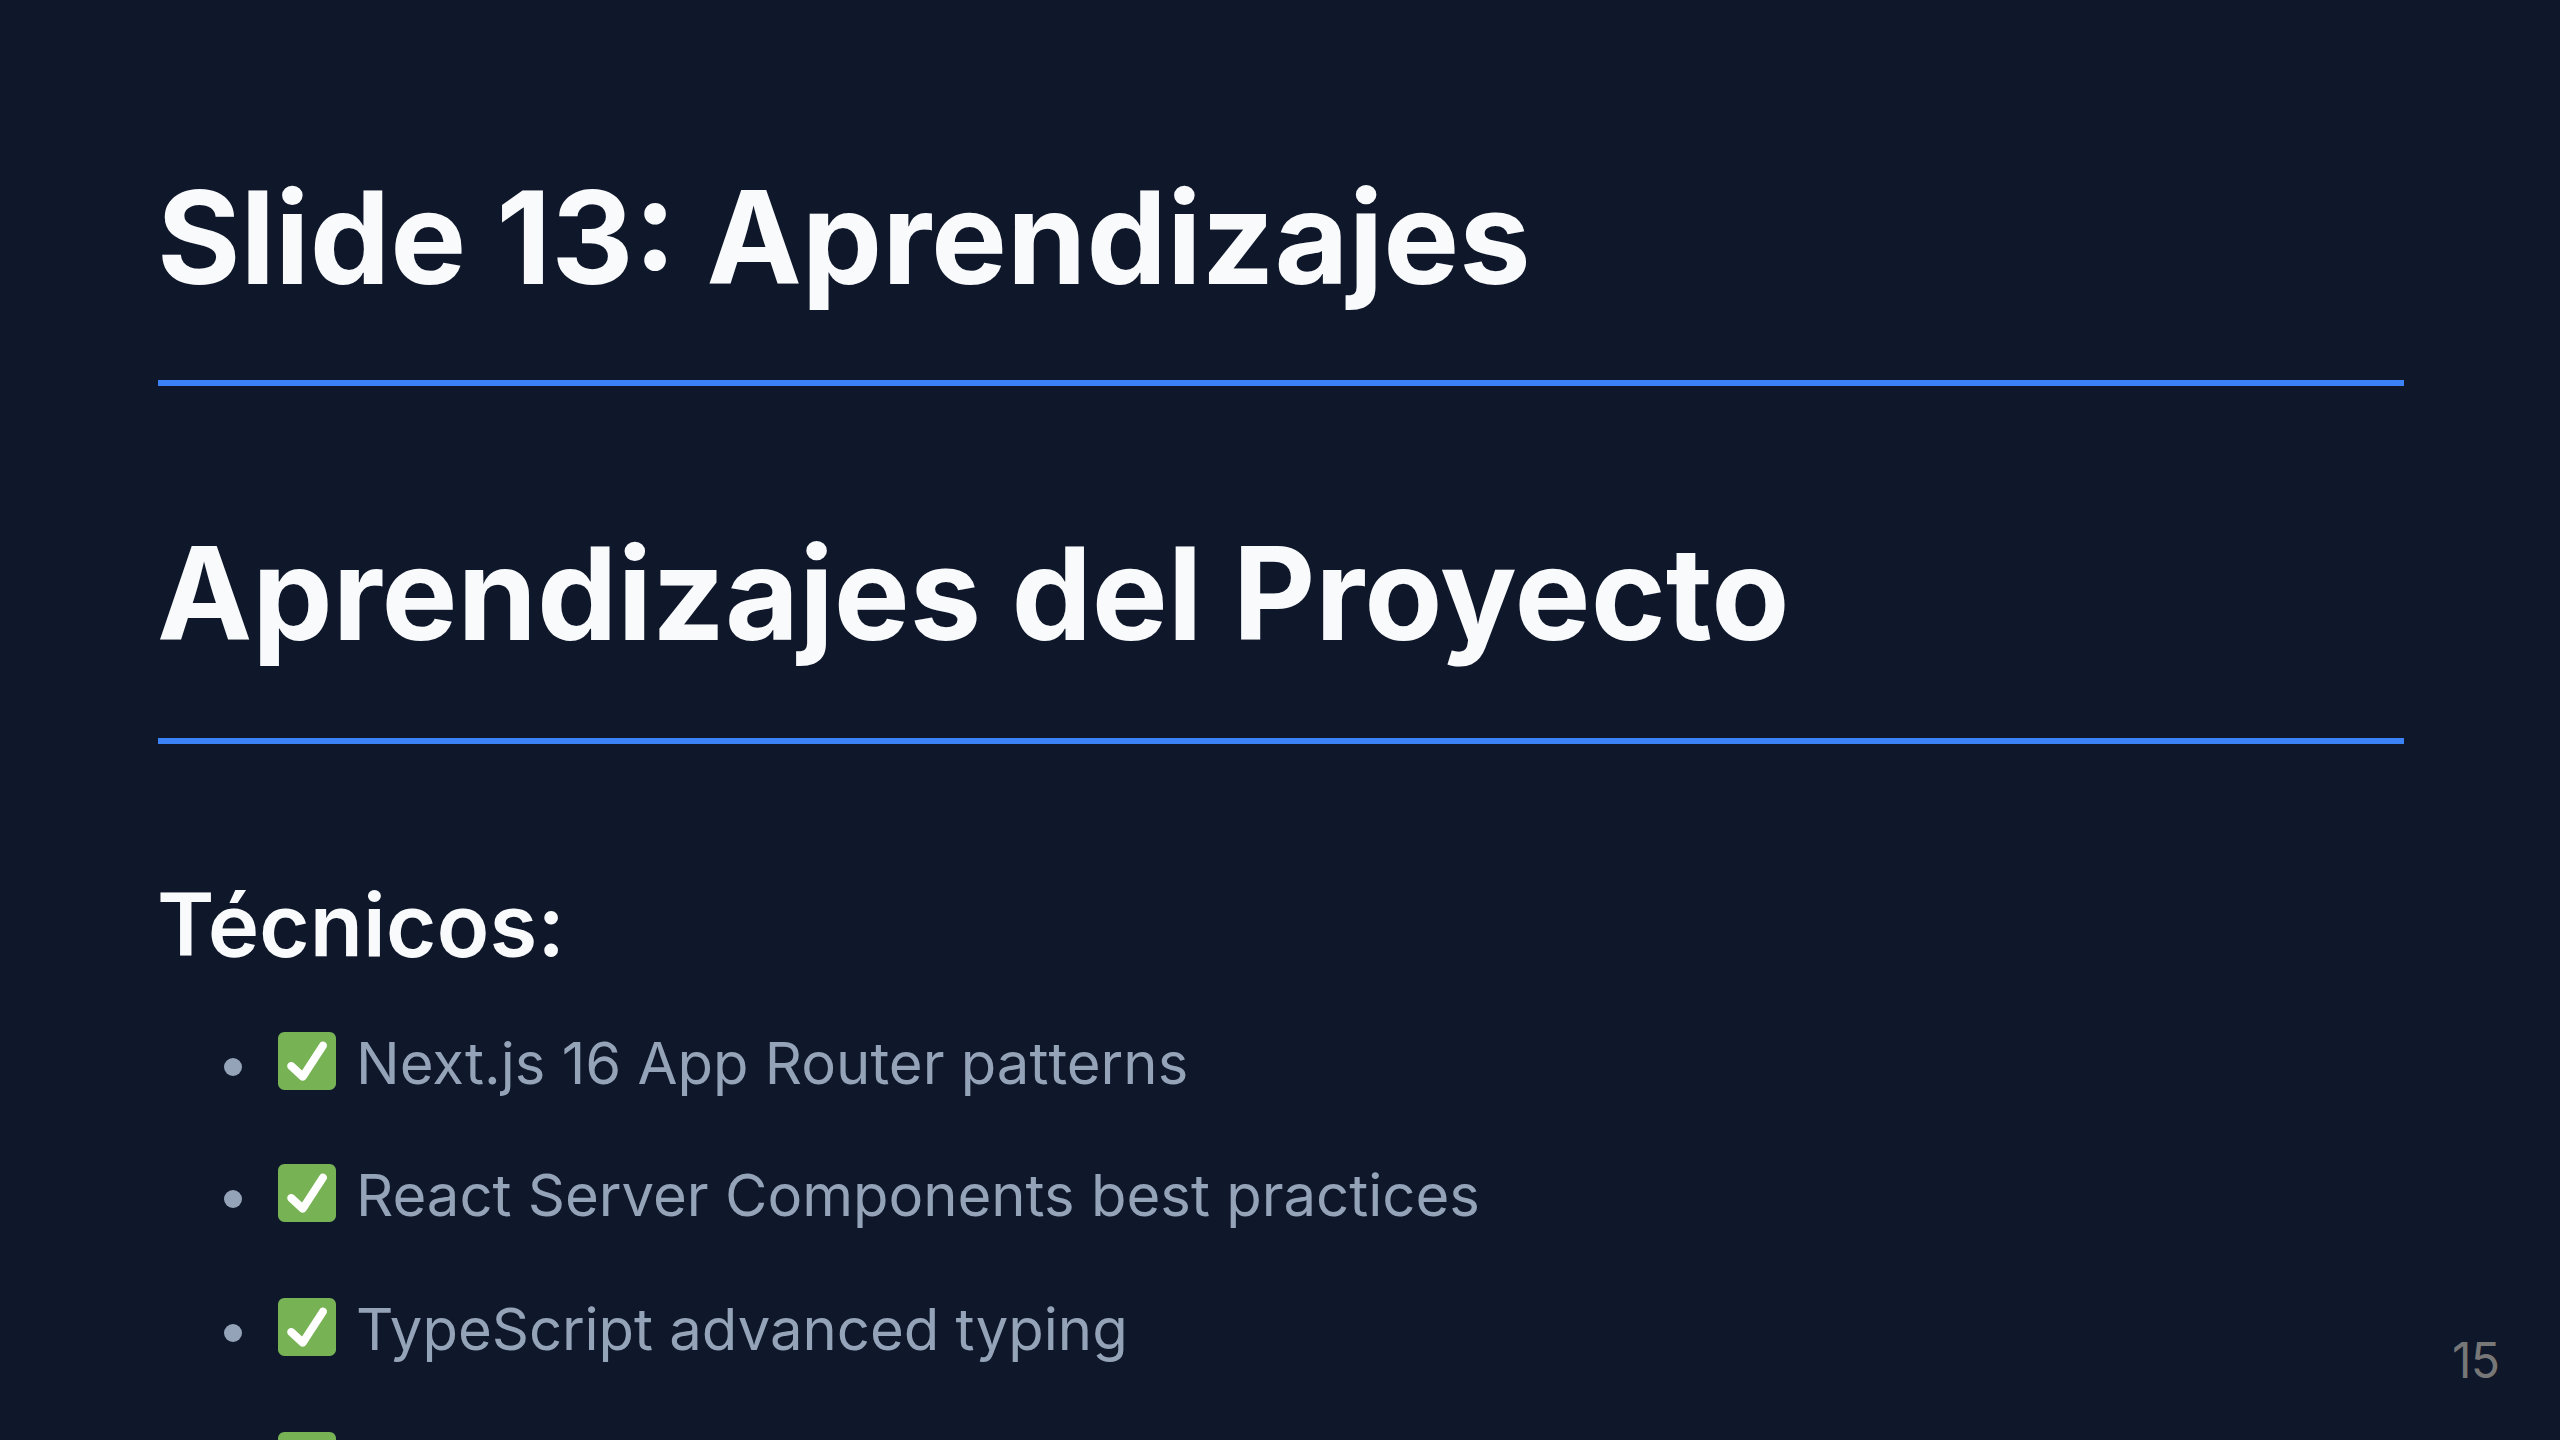 Slide 13: Aprendizajes
Aprendizajes del Proyecto
Técnicos:
• ✅ Next.js 16 App Router patterns
• ✅ React Server Components best practices
• ✅ TypeScript advanced typing
15